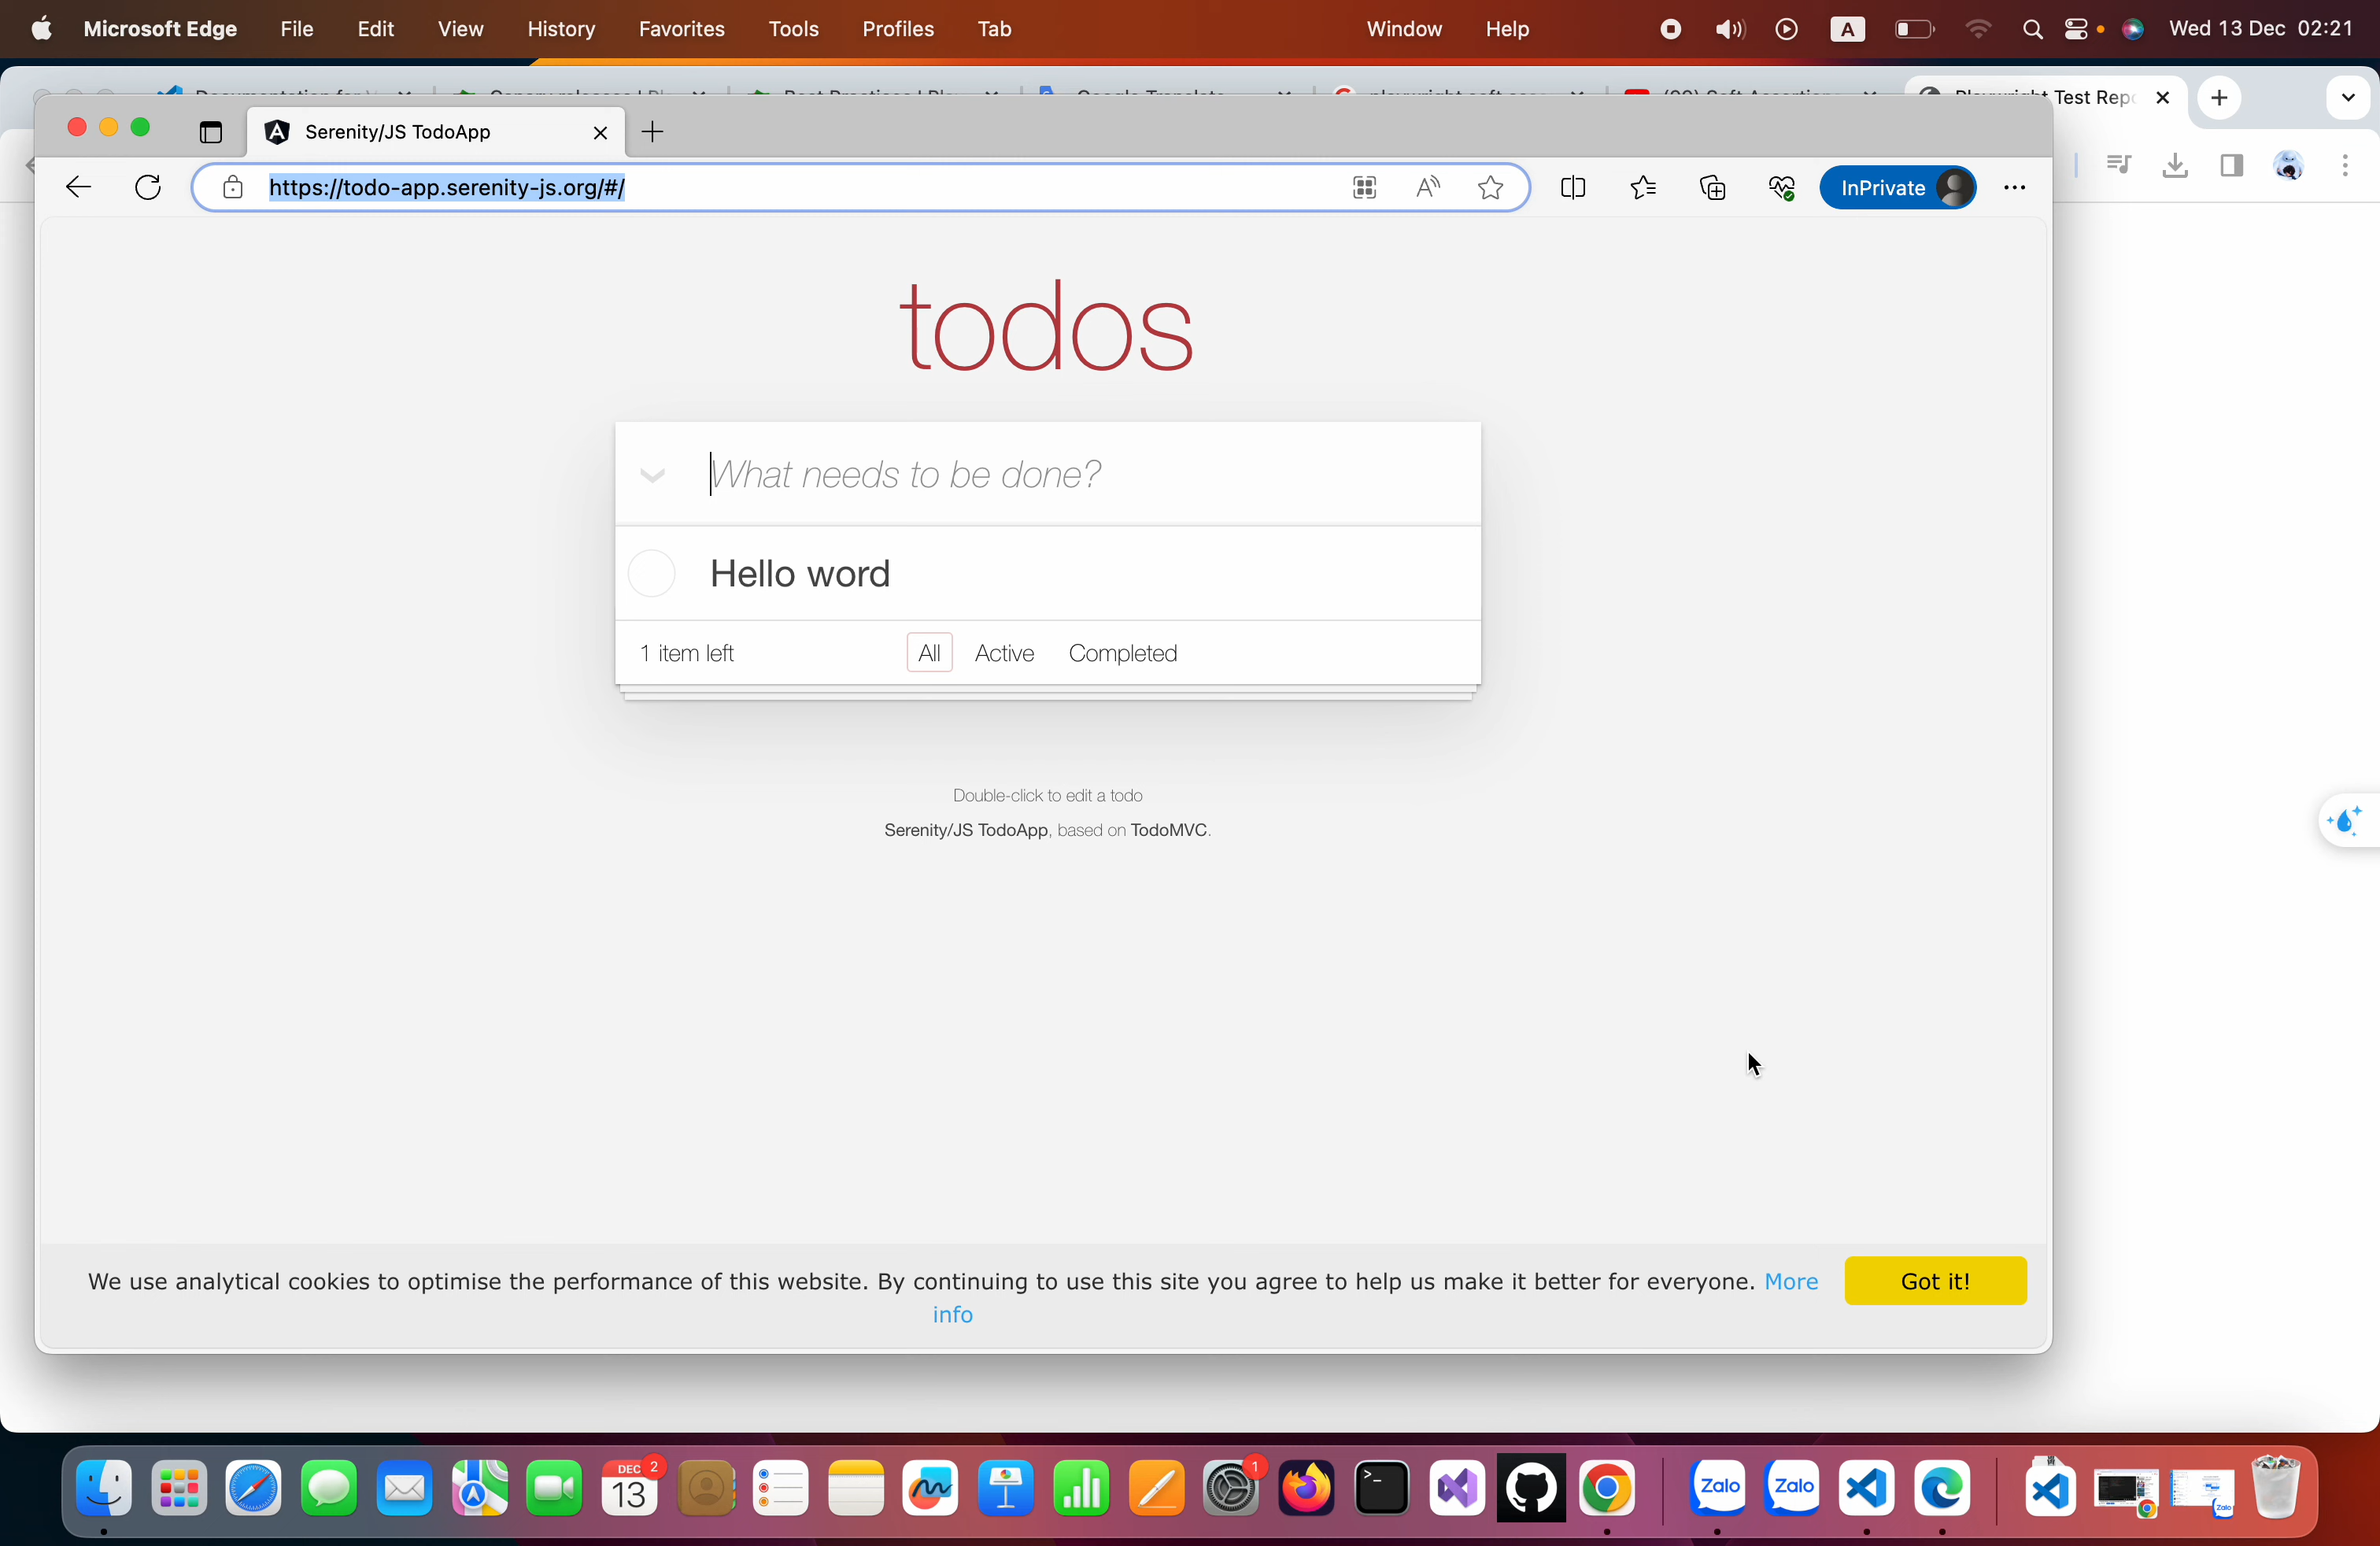 Microsoft Edge File Edit View History Favorites Tools Profiles Tab Window Help A Wed 13 Dec 02:21
Test Rep
Serenity/JS TodoApp
https://todo-app.serenity-js.org/#/
InPrivate
todos
What needs to be done?
Hello word
1 item left All Active Completed
Double-click to edit a todo
Serenity/JS TodoApp, based on TodoMVC.
We use analytical cookies to optimise the performance of this website. By continuing to use this site you agree to help us make it better for everyone. More
info
Got it!
DEC 2
13
1
Zalo Zalo